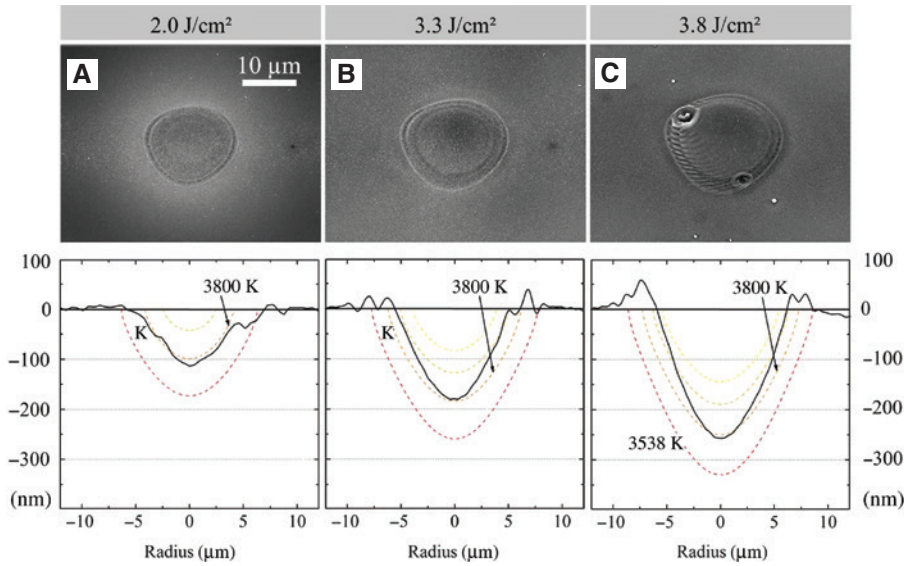 2.0 J/cm² 3.3 J/cm² 3.8 J/cm²
A 10 µm B C
100 100
3800 K 3800 K 3800 K
0 0
K K
−100 −100
−200 −200
3538 K
−300 −300
(nm) (nm)
−10 −5 0 5 10 −10 −5 0 5 10 −10 −5 0 5 10
Radius (µm) Radius (µm) Radius (µm)